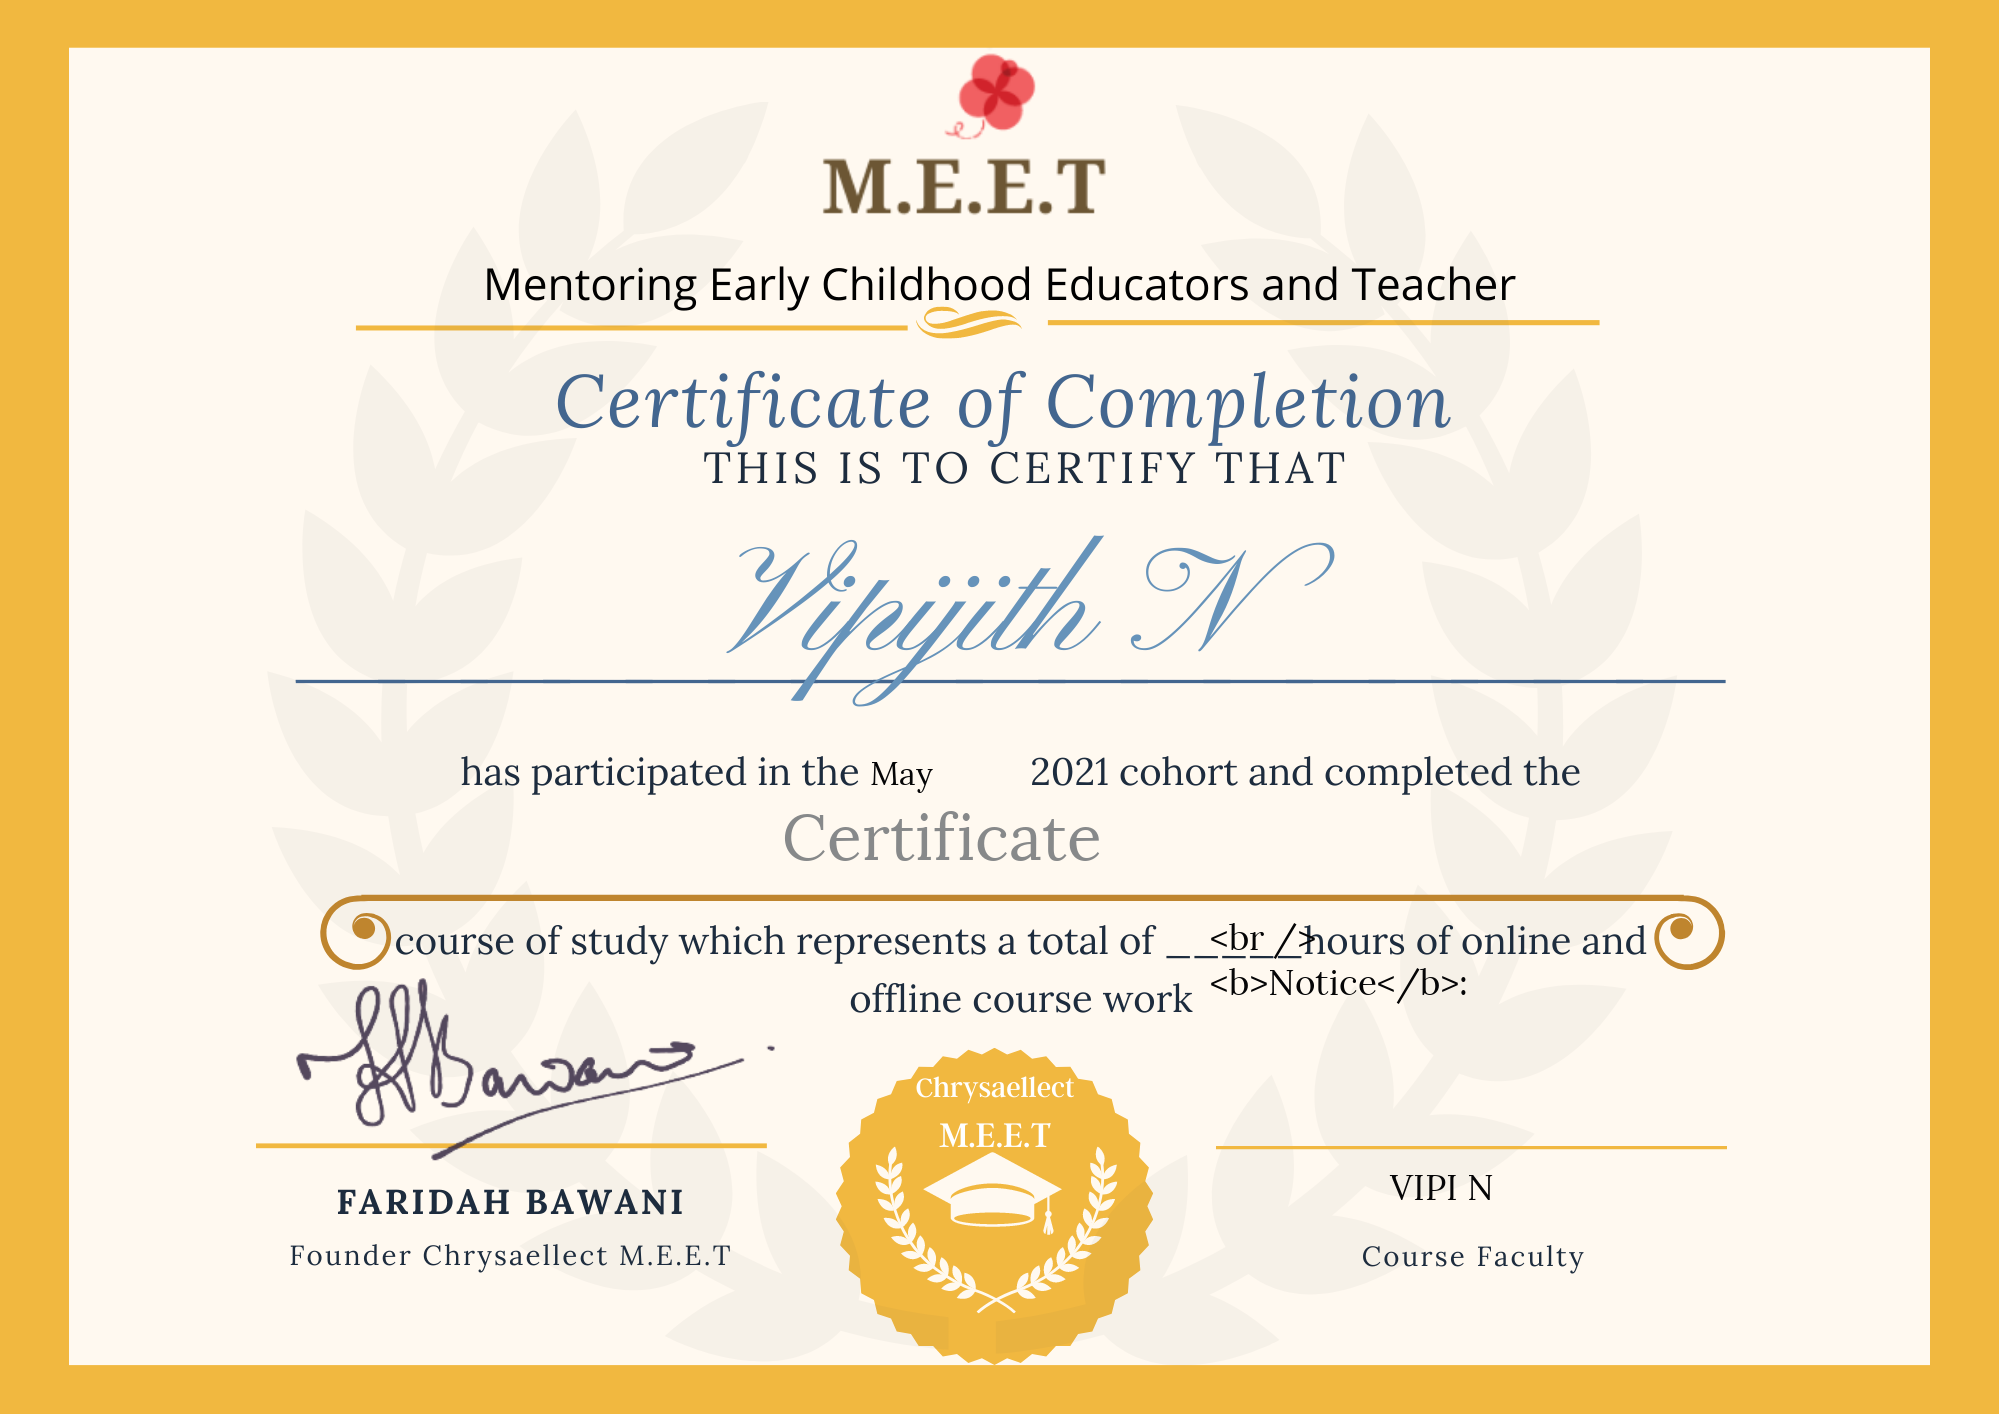 M.E.E.T
Mentoring Early Childhood Educators and Teacher
Certificate of Completion
THIS IS TO CERTIFY THAT
Vipijith N
has participated in the May 2021 cohort and completed the
Certificate
course of study which represents a total of _____<br />hours of online and
offline course work <b>Notice</b>:
Bawani
Chrysaellect
M.E.E.T
FARIDAH BAWANI
Founder Chrysaellect M.E.E.T
VIPI N
Course Faculty